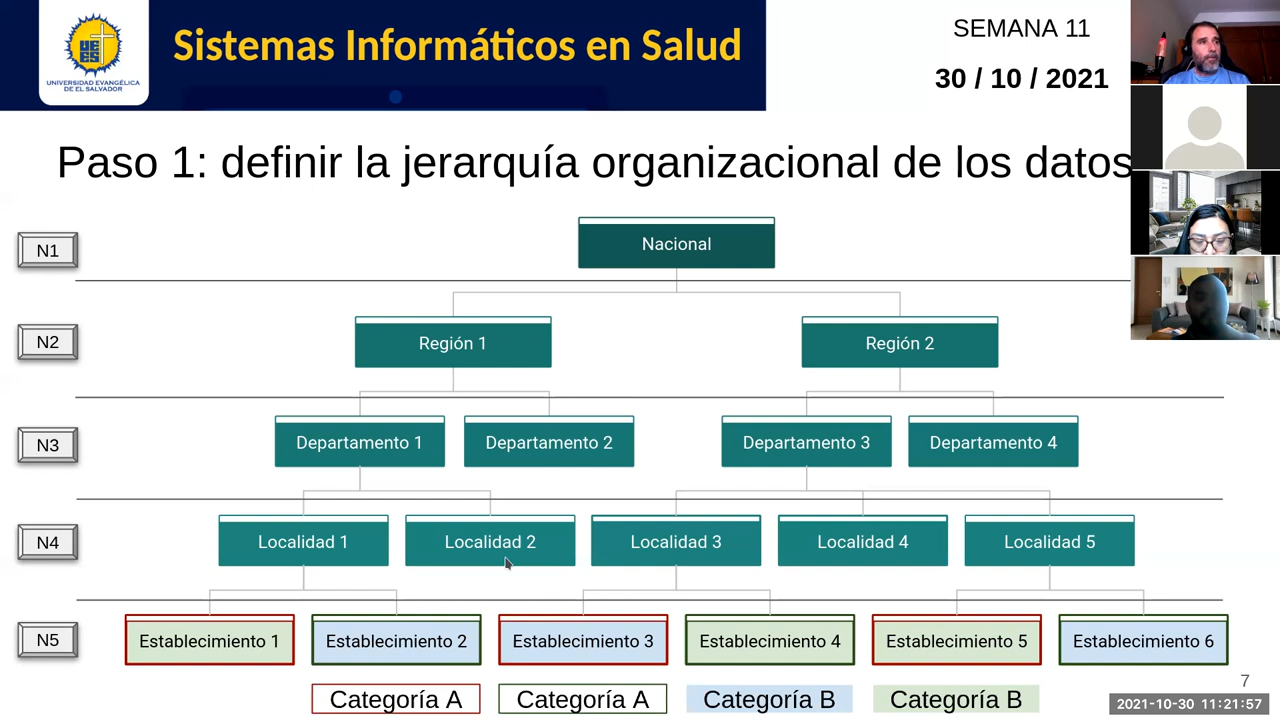 UEES
UNIVERSIDAD EVANGÉLICA
DE EL SALVADOR
Sistemas Informáticos en Salud
SEMANA 11
30 / 10 / 2021
Paso 1: definir la jerarquía organizacional de los datos
N1
Nacional
N2
Región 1
Región 2
N3
Departamento 1
Departamento 2
Departamento 3
Departamento 4
N4
Localidad 1
Localidad 2
Localidad 3
Localidad 4
Localidad 5
N5
Establecimiento 1
Establecimiento 2
Establecimiento 3
Establecimiento 4
Establecimiento 5
Establecimiento 6
Categoría A
Categoría A
Categoría B
Categoría B
7
2021-10-30 11:21:57